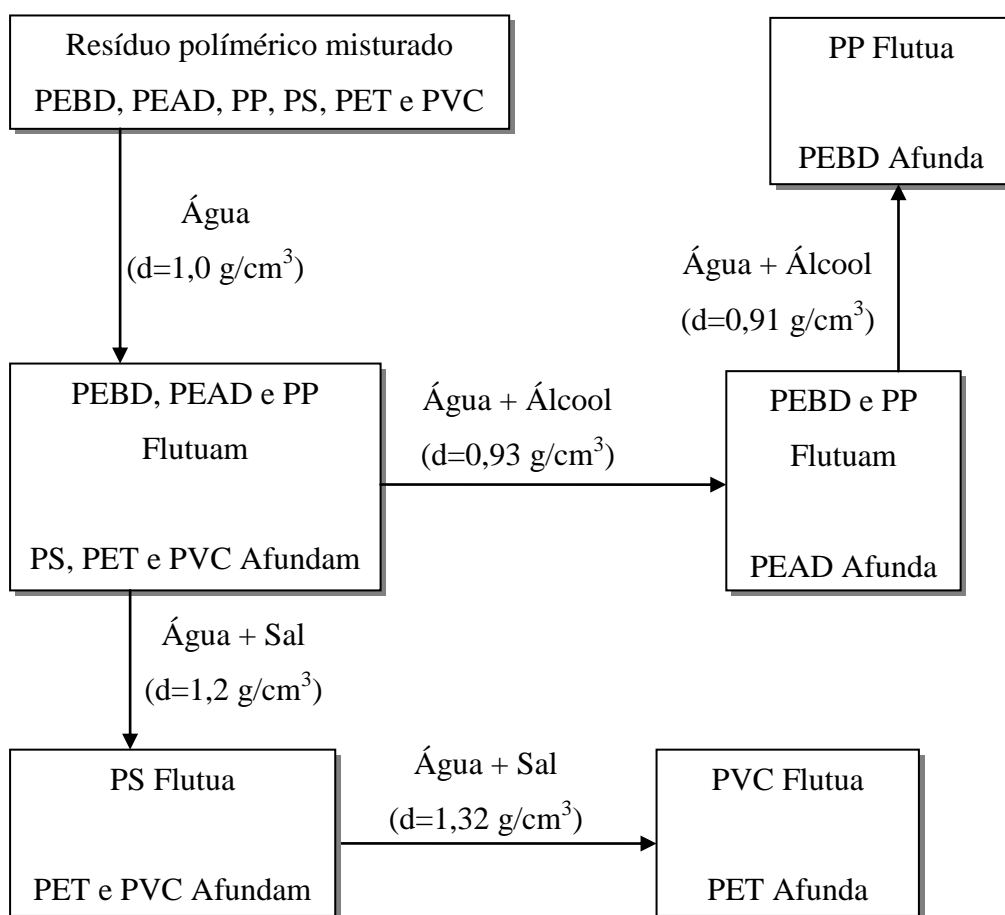 Resíduo polímérico misturado
PEBD, PEAD, PP, PS, PET e PVC
PP Flutua
PEBD Afunda
Água
(d=1,0 g/cm³)
Água + Álcool
(d=0,91 g/cm³)
PEBD, PEAD e PP
Flutuam
PS, PET e PVC Afundam
Água + Álcool
(d=0,93 g/cm³)
PEBD e PP
Flutuam
PEAD Afunda
Água + Sal
(d=1,2 g/cm³)
PS Flutua
PET e PVC Afundam
Água + Sal
(d=1,32 g/cm³)
PVC Flutua
PET Afunda